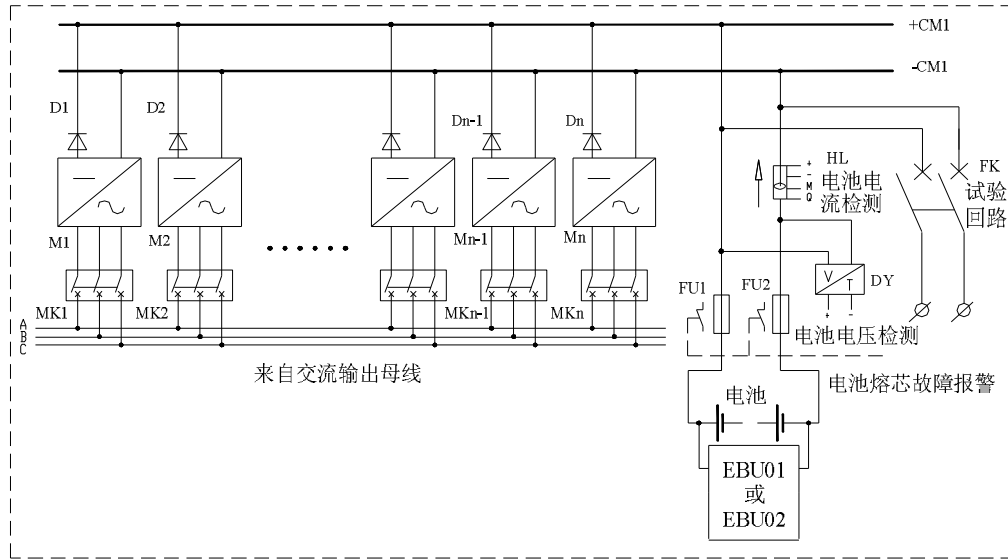 +CM1
-CM1
D1
D2
Dn-1
Dn
HL
电池电
流检测
+
-
M
Q
FK
试验
回路
M1
M2
Mn-1
Mn
V
T
DY
+
-
MK1
MK2
MKn-1
MKn
FU1
FU2
A
B
C
电池电压检测
来自交流输出母线
电池熔芯故障报警
电池
EBU01
或
EBU02